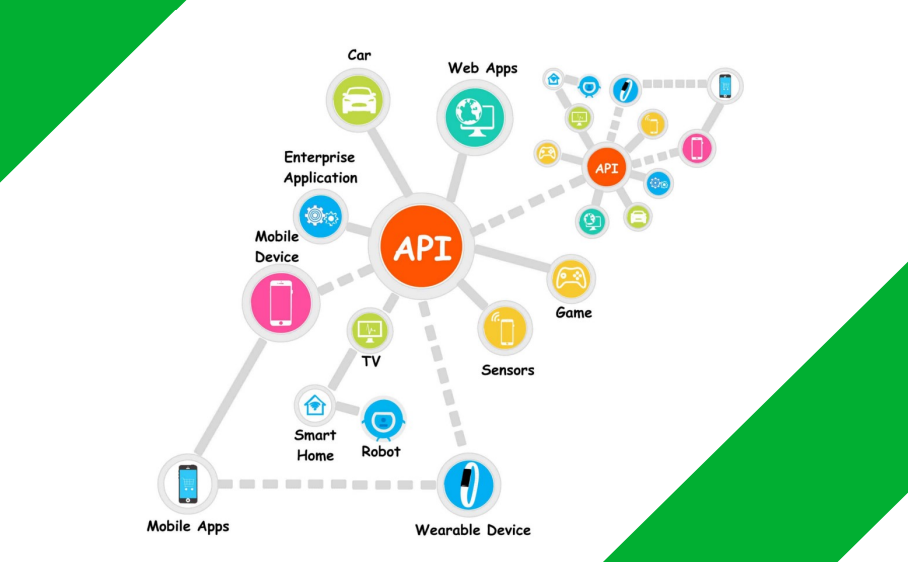 Car
Web Apps
Enterprise
Application
API
API
Mobile
Device
Game
TV
Sensors
Smart
Home
Robot
Mobile Apps
Wearable Device